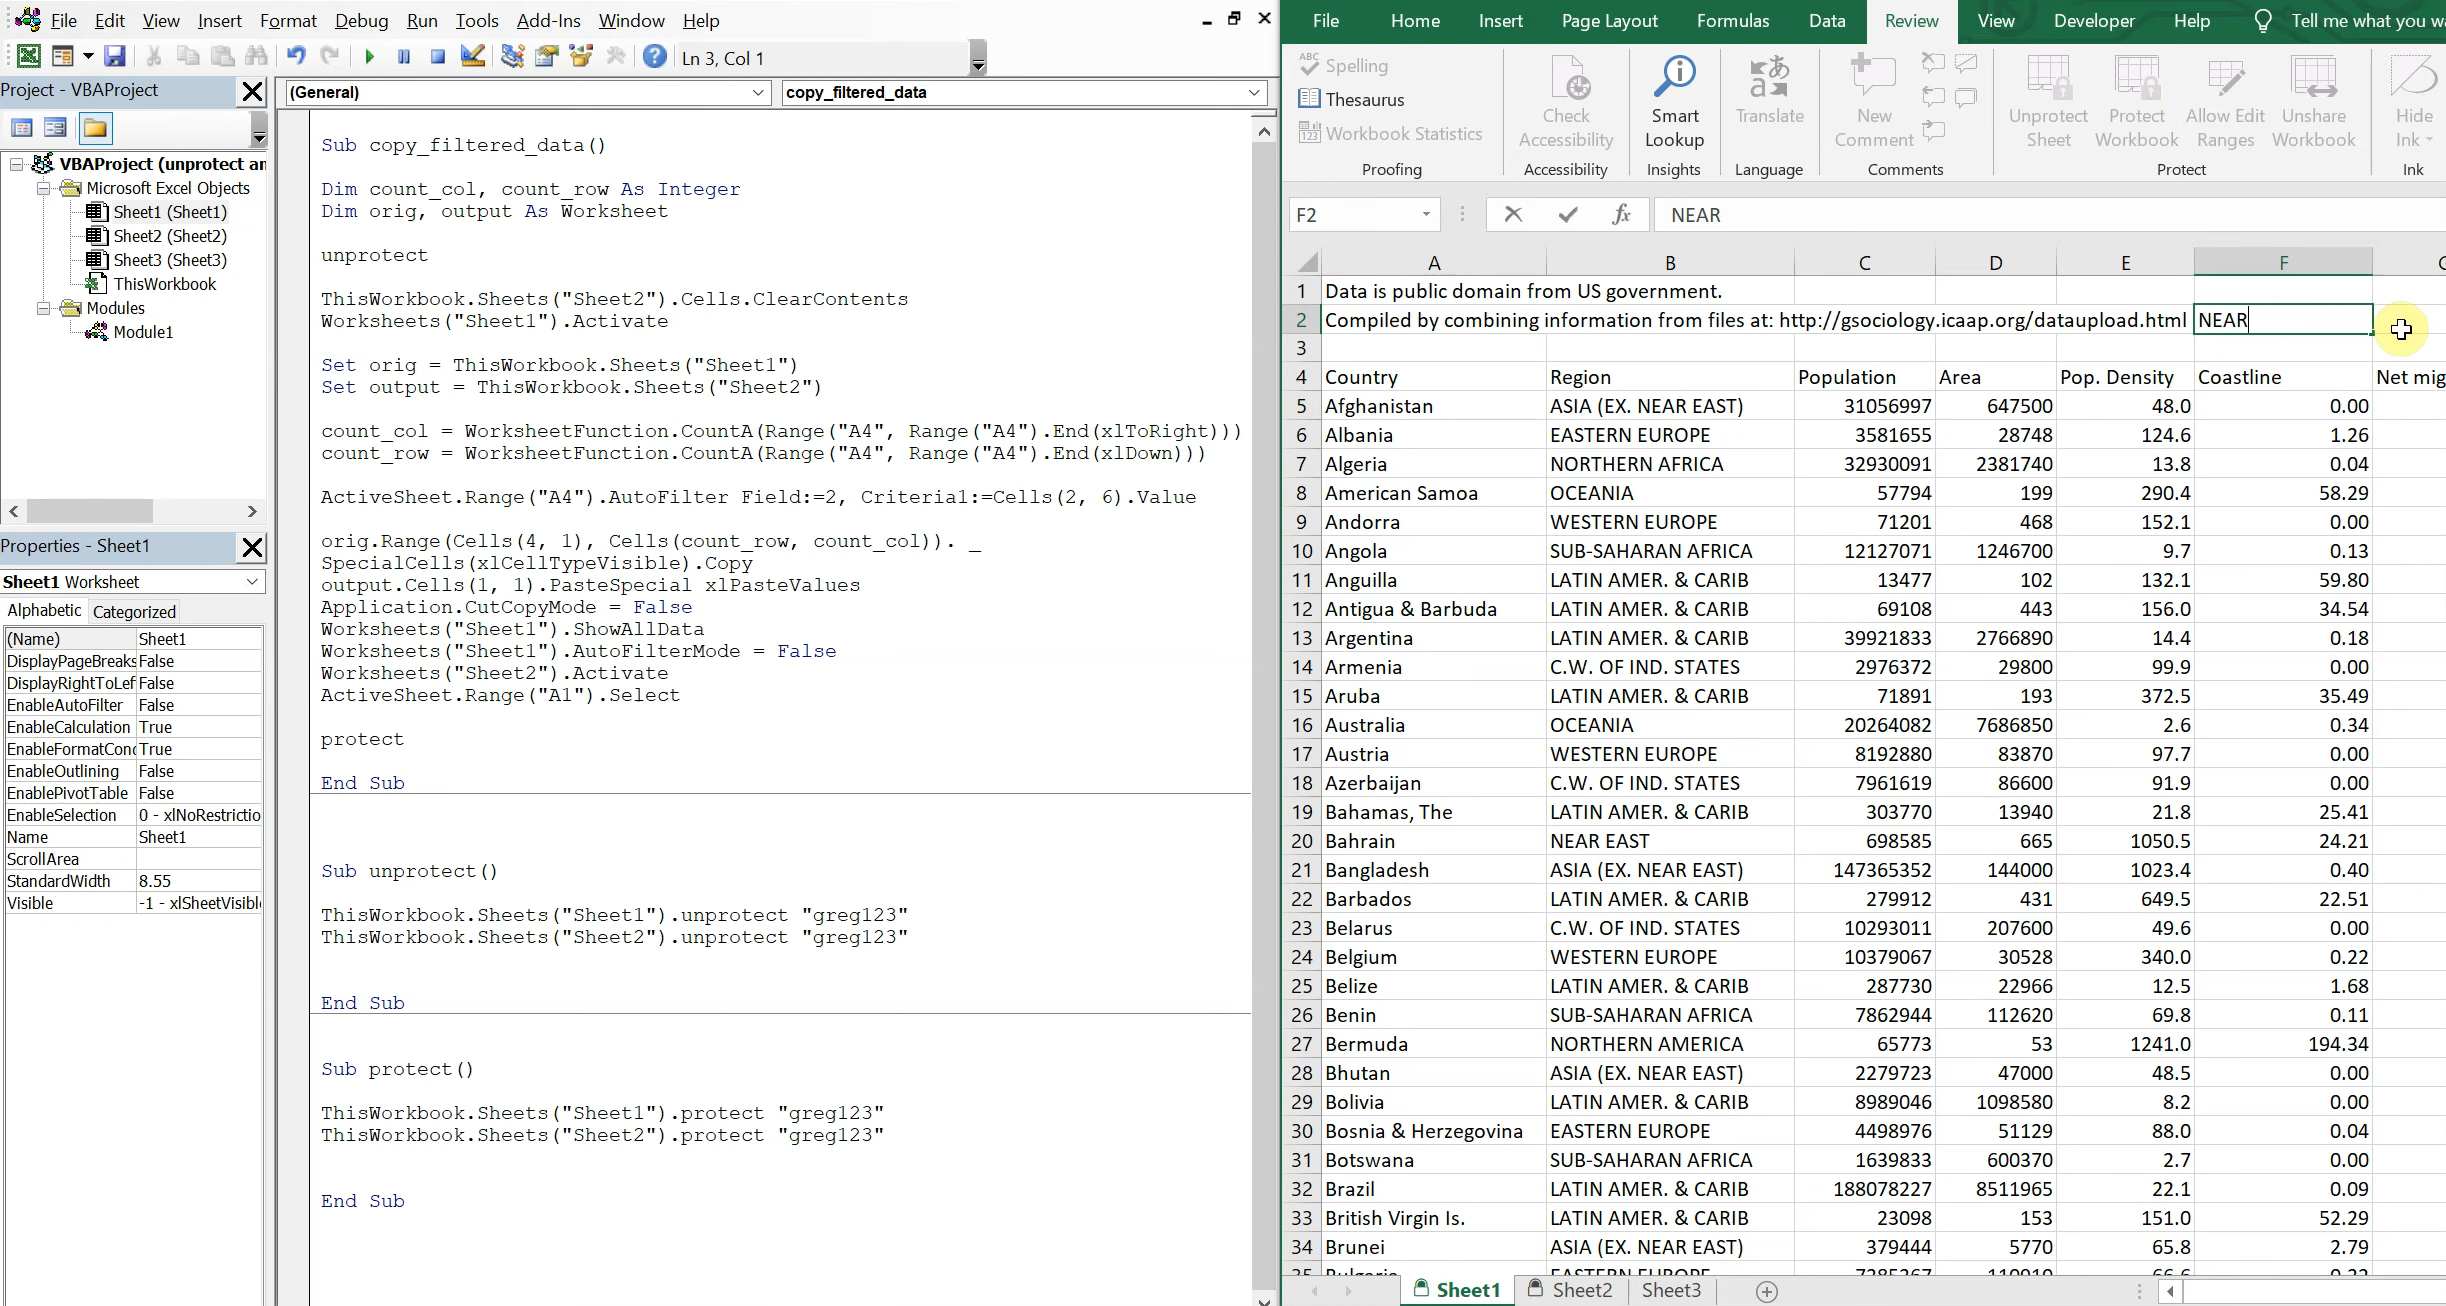 File Edit View Insert Format Debug Run Tools Add-Ins Window Help
Ln 3, Col 1
Project - VBAProject
VBAProject (unprotect an
Microsoft Excel Objects
Sheet1 (Sheet1)
Sheet2 (Sheet2)
Sheet3 (Sheet3)
ThisWorkbook
Modules
Module1
Properties - Sheet1
Sheet1 Worksheet
Alphabetic Categorized
(Name) Sheet1
DisplayPageBreaks False
DisplayRightToLef False
EnableAutoFilter False
EnableCalculation True
EnableFormatCond True
EnableOutlining False
EnablePivotTable False
EnableSelection 0 - xlNoRestrictio
Name Sheet1
ScrollArea
StandardWidth 8.55
Visible -1 - xlSheetVisibl
(General) copy_filtered_data
Sub copy_filtered_data()
Dim count_col, count_row As Integer
Dim orig, output As Worksheet
unprotect
ThisWorkbook.Sheets("Sheet2").Cells.ClearContents
Worksheets("Sheet1").Activate
Set orig = ThisWorkbook.Sheets("Sheet1")
Set output = ThisWorkbook.Sheets("Sheet2")
count_col = WorksheetFunction.CountA(Range("A4", Range("A4").End(xlToRight)))
count_row = WorksheetFunction.CountA(Range("A4", Range("A4").End(xlDown)))
ActiveSheet.Range("A4").AutoFilter Field:=2, Criteria1:=Cells(2, 6).Value
orig.Range(Cells(4, 1), Cells(count_row, count_col)). _
SpecialCells(xlCellTypeVisible).Copy
output.Cells(1, 1).PasteSpecial xlPasteValues
Application.CutCopyMode = False
Worksheets("Sheet1").ShowAllData
Worksheets("Sheet1").AutoFilterMode = False
Worksheets("Sheet2").Activate
ActiveSheet.Range("A1").Select
protect
End Sub
Sub unprotect()
ThisWorkbook.Sheets("Sheet1").unprotect "greg123"
ThisWorkbook.Sheets("Sheet2").unprotect "greg123"
End Sub
Sub protect()
ThisWorkbook.Sheets("Sheet1").protect "greg123"
ThisWorkbook.Sheets("Sheet2").protect "greg123"
End Sub
File Home Insert Page Layout Formulas Data Review View Developer Help Tell me what you w
Spelling
Thesaurus
Workbook Statistics
Proofing
Check Accessibility
Accessibility
Smart Lookup
Insights
Translate
Language
New Comment
Comments
Unprotect Sheet
Protect Workbook
Allow Edit Ranges
Unshare Workbook
Protect
Hide Ink
Ink
F2 fx NEAR
A B C D E F
1 Data is public domain from US government.
2 Compiled by combining information from files at: http://gsociology.icaap.org/dataupload.html NEAR
3
4 Country Region Population Area Pop. Density Coastline Net mig
5 Afghanistan ASIA (EX. NEAR EAST) 31056997 647500 48.0 0.00
6 Albania EASTERN EUROPE 3581655 28748 124.6 1.26
7 Algeria NORTHERN AFRICA 32930091 2381740 13.8 0.04
8 American Samoa OCEANIA 57794 199 290.4 58.29
9 Andorra WESTERN EUROPE 71201 468 152.1 0.00
10 Angola SUB-SAHARAN AFRICA 12127071 1246700 9.7 0.13
11 Anguilla LATIN AMER. & CARIB 13477 102 132.1 59.80
12 Antigua & Barbuda LATIN AMER. & CARIB 69108 443 156.0 34.54
13 Argentina LATIN AMER. & CARIB 39921833 2766890 14.4 0.18
14 Armenia C.W. OF IND. STATES 2976372 29800 99.9 0.00
15 Aruba LATIN AMER. & CARIB 71891 193 372.5 35.49
16 Australia OCEANIA 20264082 7686850 2.6 0.34
17 Austria WESTERN EUROPE 8192880 83870 97.7 0.00
18 Azerbaijan C.W. OF IND. STATES 7961619 86600 91.9 0.00
19 Bahamas, The LATIN AMER. & CARIB 303770 13940 21.8 25.41
20 Bahrain NEAR EAST 698585 665 1050.5 24.21
21 Bangladesh ASIA (EX. NEAR EAST) 147365352 144000 1023.4 0.40
22 Barbados LATIN AMER. & CARIB 279912 431 649.5 22.51
23 Belarus C.W. OF IND. STATES 10293011 207600 49.6 0.00
24 Belgium WESTERN EUROPE 10379067 30528 340.0 0.22
25 Belize LATIN AMER. & CARIB 287730 22966 12.5 1.68
26 Benin SUB-SAHARAN AFRICA 7862944 112620 69.8 0.11
27 Bermuda NORTHERN AMERICA 65773 53 1241.0 194.34
28 Bhutan ASIA (EX. NEAR EAST) 2279723 47000 48.5 0.00
29 Bolivia LATIN AMER. & CARIB 8989046 1098580 8.2 0.00
30 Bosnia & Herzegovina EASTERN EUROPE 4498976 51129 88.0 0.04
31 Botswana SUB-SAHARAN AFRICA 1639833 600370 2.7 0.00
32 Brazil LATIN AMER. & CARIB 188078227 8511965 22.1 0.09
33 British Virgin Is. LATIN AMER. & CARIB 23098 153 151.0 52.29
34 Brunei ASIA (EX. NEAR EAST) 379444 5770 65.8 2.79
Sheet1 Sheet2 Sheet3